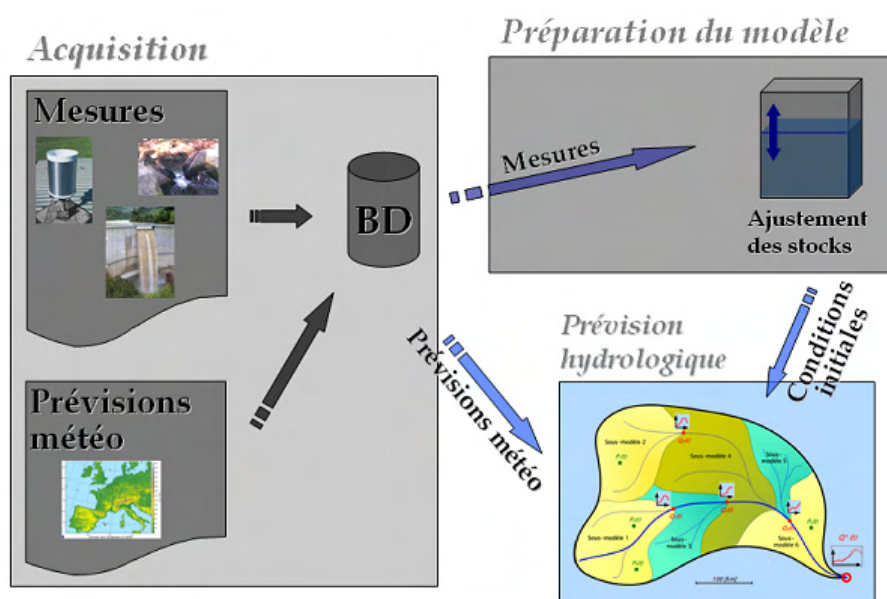 Acquisition
Mesures
BD
Prévisions
météo
Préparation du modèle
Mesures
Ajustement
des stocks
Prévisions météo
Conditions
initiales
Prévision
hydrologique
Sous-modèle 2
Sous-modèle 4
Sous-
modèle 5
Sous-modèle 1
Sous-
modèle 3
Sous-
modèle 6